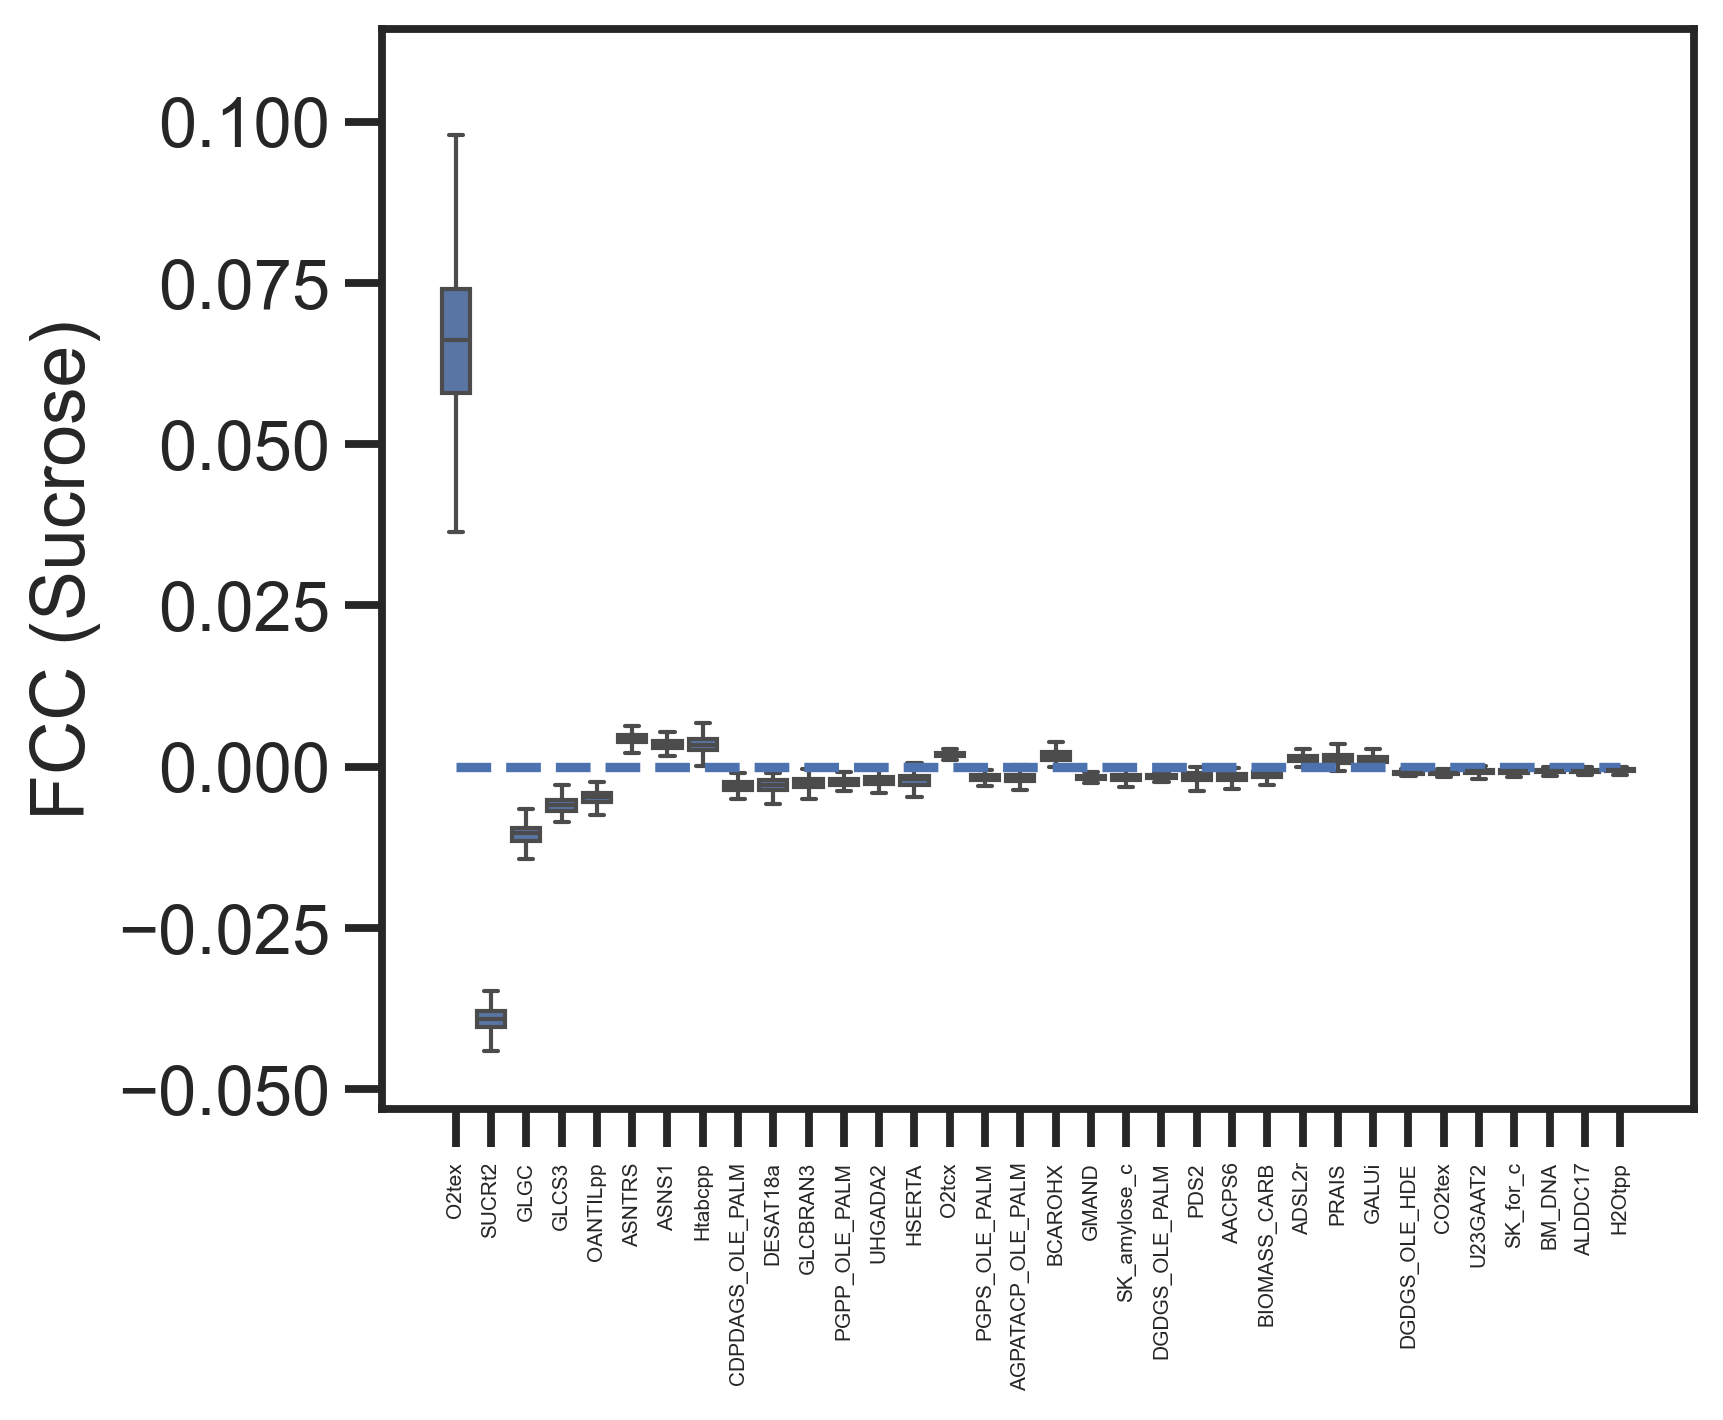 FCC (Sucrose)
0.100
0.075
0.050
0.025
0.000
−0.025
−0.050
O2tex
SUCRt2
GLGC
GLCS3
OANTILpp
ASNTRS
ASNS1
Htabcpp
CDPDAGS_OLE_PALM
DESAT18a
GLCBRAN3
PGPP_OLE_PALM
UHGADA2
HSERTA
O2tcx
PGPS_OLE_PALM
AGPATACP_OLE_PALM
BCAROHX
GMAND
SK_amylose_c
DGDGS_OLE_PALM
PDS2
AACPS6
BIOMASS_CARB
ADSL2r
PRAIS
GALUi
DGDGS_OLE_HDE
CO2tex
U23GAAT2
SK_for_c
BM_DNA
ALDDC17
H2Otpp